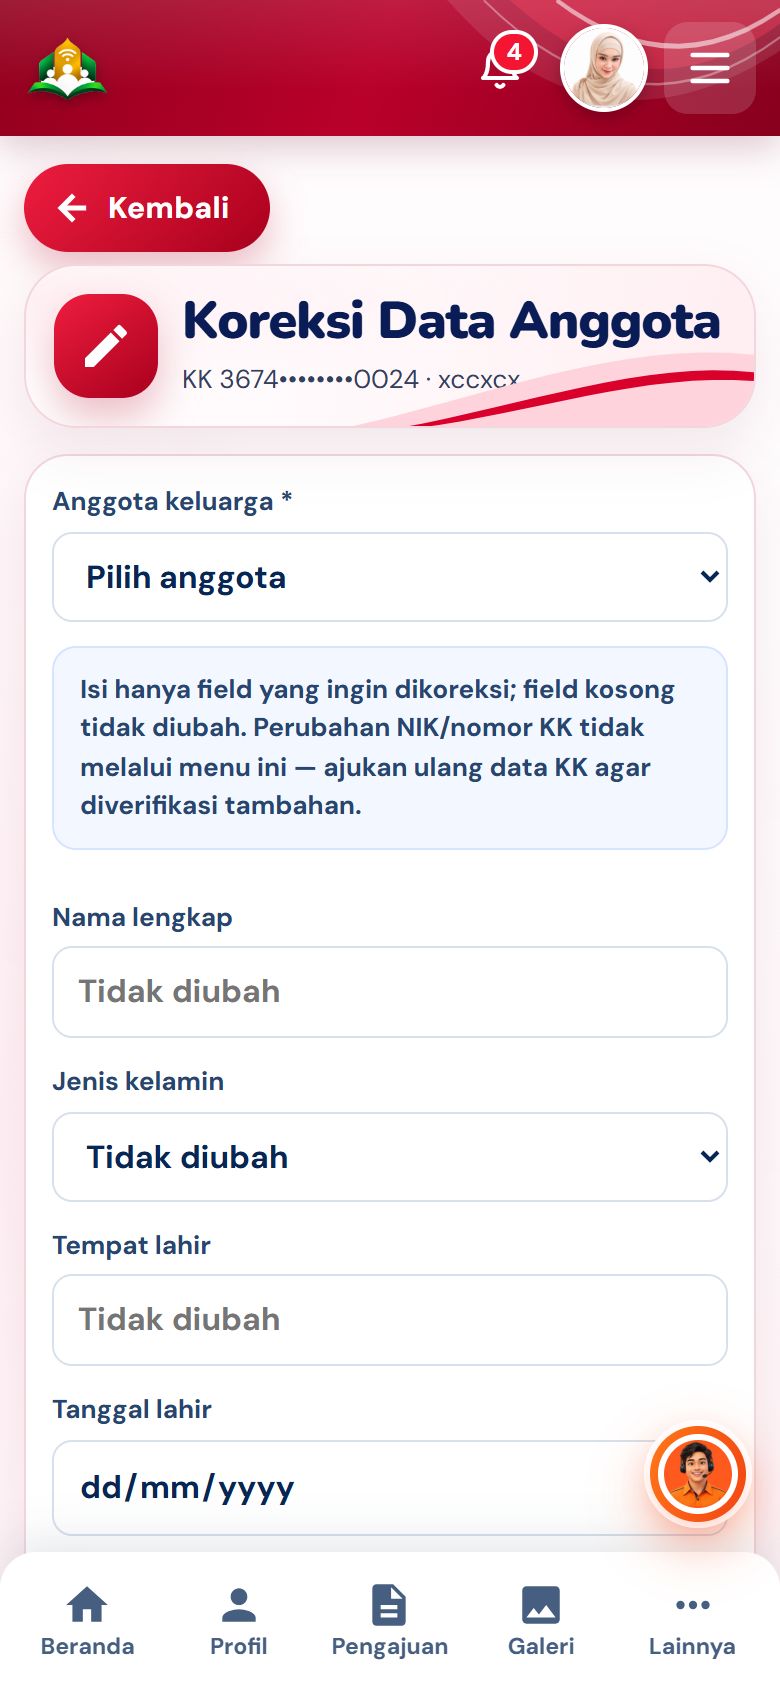 4
Kembali
Koreksi Data Anggota
KK 3674••••••••0024 · xccxcx
Anggota keluarga *
Pilih anggota
Isi hanya field yang ingin dikoreksi; field kosong
tidak diubah. Perubahan NIK/nomor KK tidak
melalui menu ini — ajukan ulang data KK agar
diverifikasi tambahan.
Nama lengkap
Tidak diubah
Jenis kelamin
Tidak diubah
Tempat lahir
Tidak diubah
Tanggal lahir
dd/mm/yyyy
Beranda
Profil
Pengajuan
Galeri
Lainnya